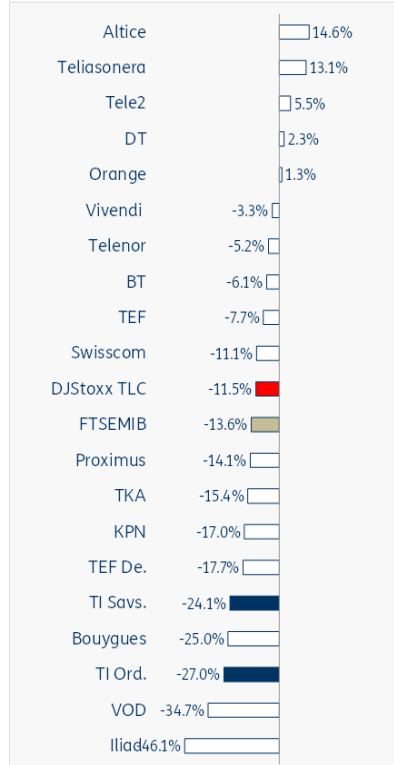 Altice 14.6%
Teliasonera 13.1%
Tele2 5.5%
DT 2.3%
Orange 1.3%
Vivendi -3.3%
Telenor -5.2%
BT -6.1%
TEF -7.7%
Swisscom -11.1%
DJStoxx TLC -11.5%
FTSEMIB -13.6%
Proximus -14.1%
TKA -15.4%
KPN -17.0%
TEF De. -17.7%
TI Savs. -24.1%
Bouygues -25.0%
TI Ord. -27.0%
VOD -34.7%
Iliad46.1%